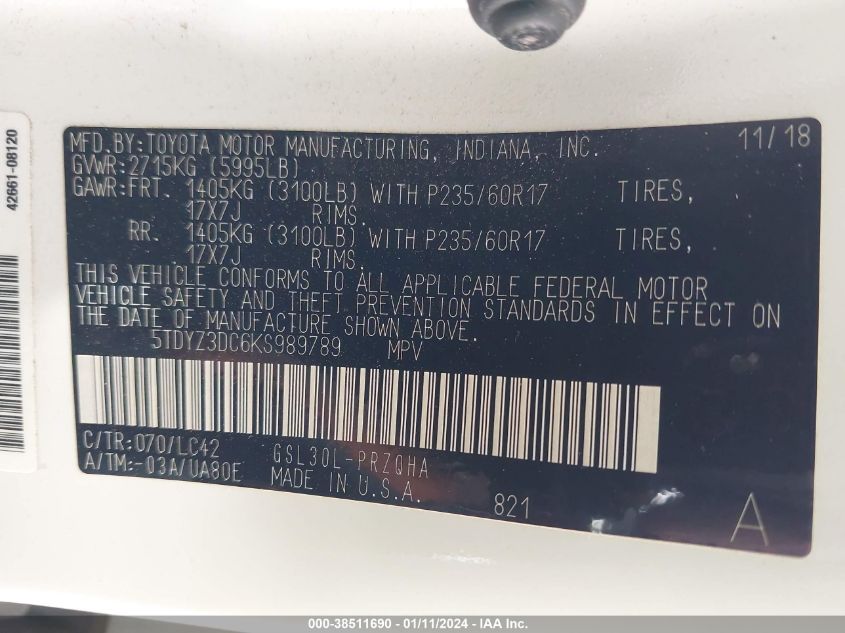 42661-08120
MFD.BY:TOYOTA MOTOR MANUFACTURING, INDIANA, INC. 11/18
GVWR:2715KG (5995LB)
GAWR:FRT. 1405KG (3100LB) WITH P235/60R17 TIRES,
17X7J RIMS.
RR. 1405KG (3100LB) WITH P235/60R17 TIRES,
17X7J RIMS.
THIS VEHICLE CONFORMS TO ALL APPLICABLE FEDERAL MOTOR
VEHICLE SAFETY AND THEFT PREVENTION STANDARDS IN EFFECT ON
THE DATE OF MANUFACTURE SHOWN ABOVE.
5TDYZ3DC6KS989789 MPV
C/TR:070/LC42 GSL30L-PRZQHA
A/TM:-03A/UA80E MADE IN U.S.A.
821 A
000-38511690 - 01/11/2024 - IAA Inc.